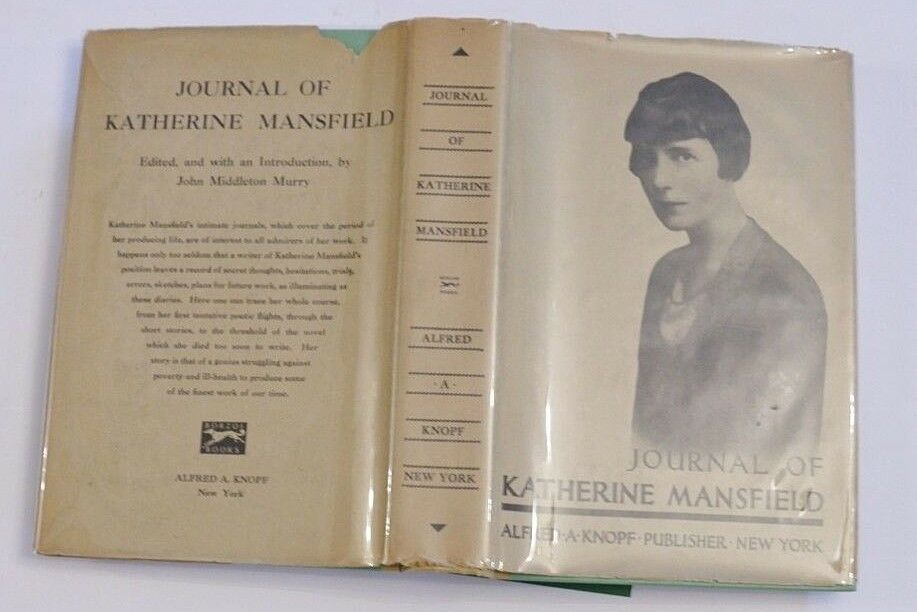 JOURNAL OF
KATHERINE MANSFIELD
Edited, and with an Introduction, by
John Middleton Murry
Katherine Mansfield's intimate journals, which cover the period of
her producing life, are of interest to all admirers of her work. It
happens only too seldom that a writer of Katherine Mansfield's
position leaves a record of secret thoughts, hesitations, trials,
errors, sketches, plans for future work, as illuminating as
these diaries. Here one can trace her whole course,
from her first tentative poetic flights, through the
short stories, to the threshold of the novel
which she died too soon to write. Her
story is that of a genius struggling against
poverty and ill-health to produce some
of the finest work of our time.
BORZOI
BOOKS
ALFRED A. KNOPF
New York
JOURNAL
OF
KATHERINE
MANSFIELD
BORZOI
BOOKS
ALFRED
· A ·
KNOPF
NEW YORK
JOURNAL OF
KATHERINE MANSFIELD
ALFRED · A · KNOPF · PUBLISHER · NEW YORK